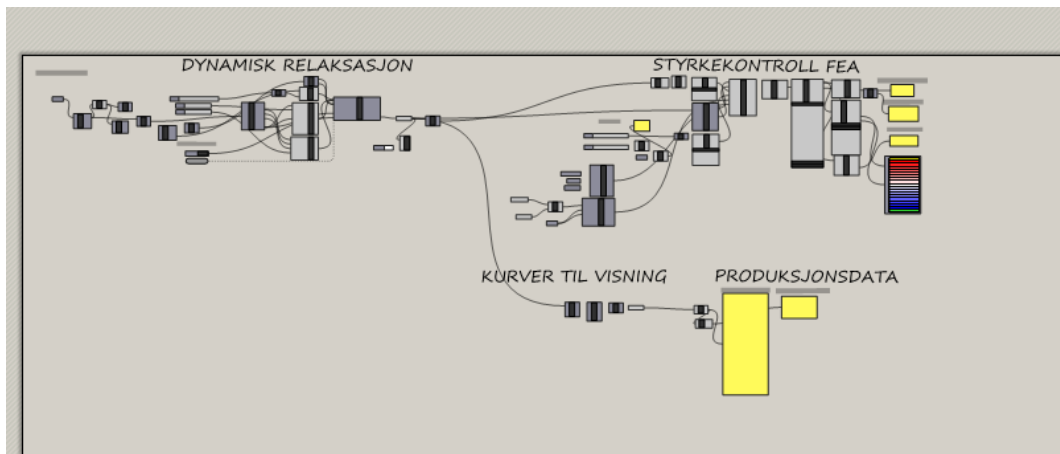 DYNAMISK RELAKSASJON
STYRKEKONTROLL FEA
KURVER TIL VISNING
PRODUKSJONSDATA